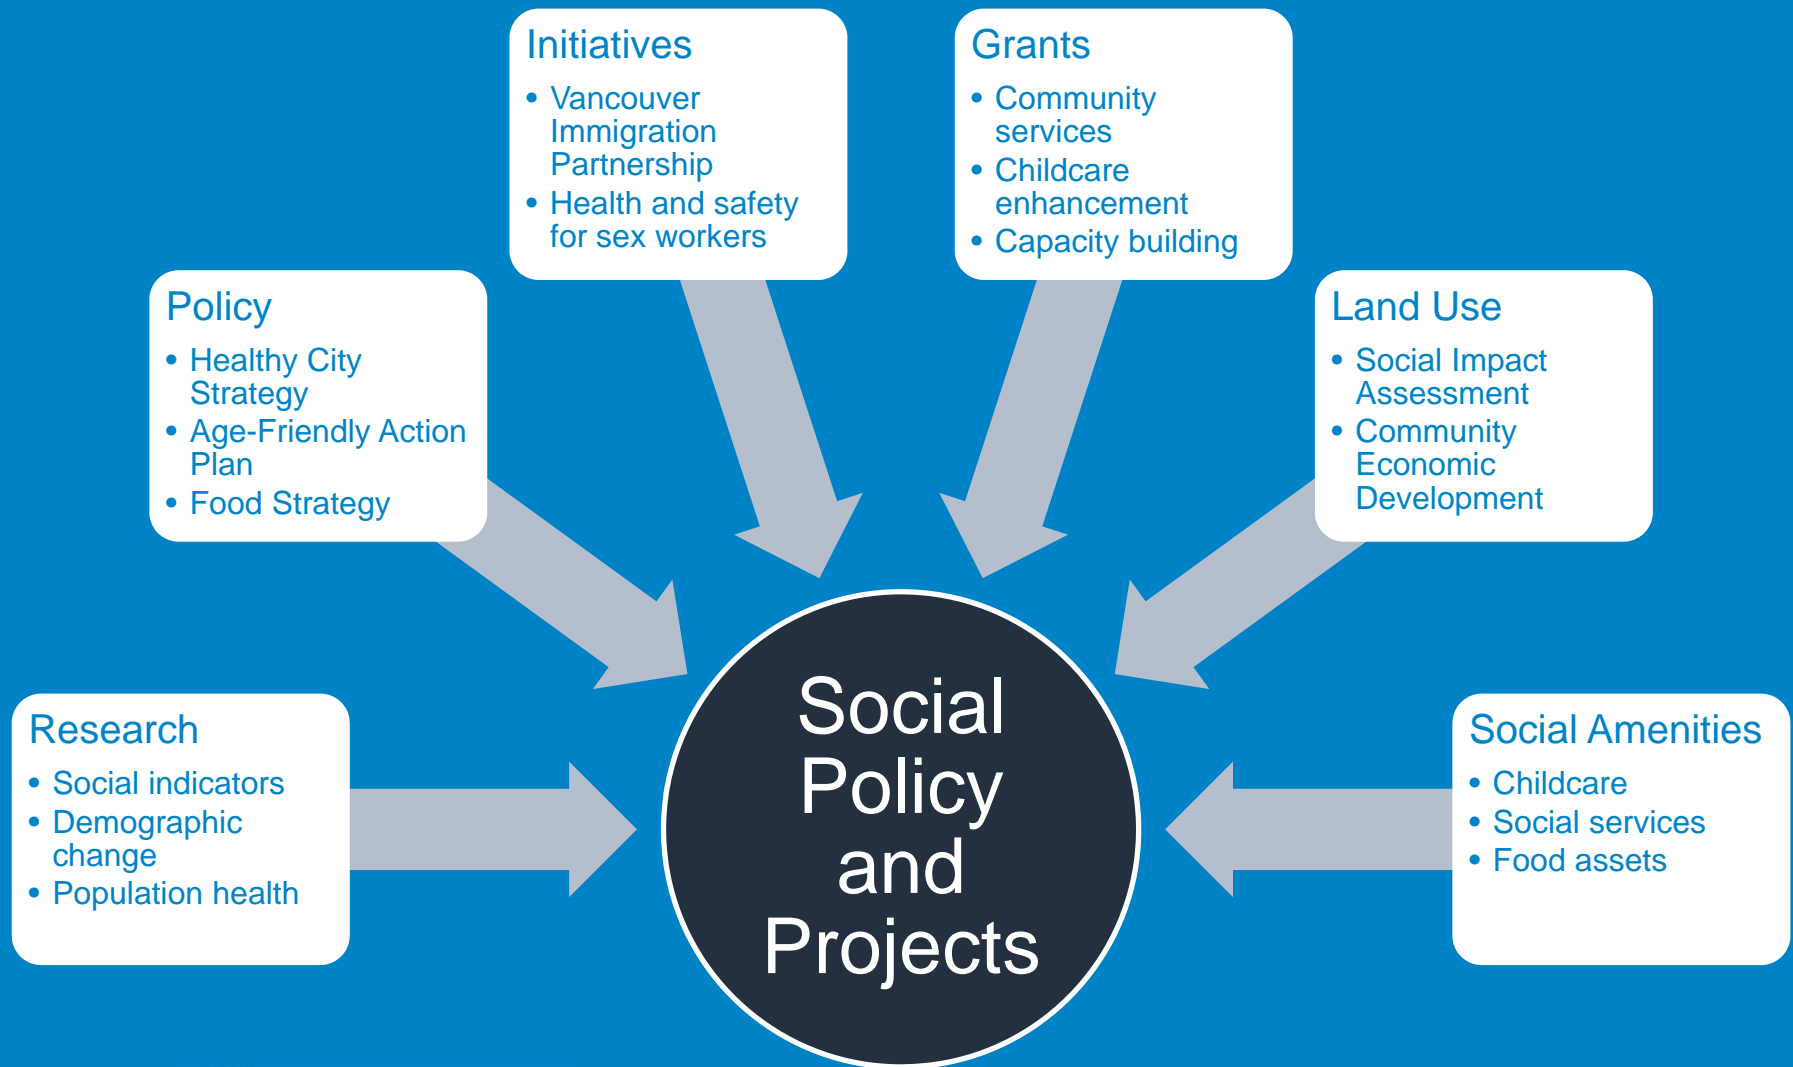 Initiatives
• Vancouver
Immigration
Partnership
• Health and safety
for sex workers
Grants
• Community
services
• Childcare
enhancement
• Capacity building
Policy
• Healthy City
Strategy
• Age-Friendly Action
Plan
• Food Strategy
Land Use
• Social Impact
Assessment
• Community
Economic
Development
Research
• Social indicators
• Demographic
change
• Population health
Social
Policy
and
Projects
Social Amenities
• Childcare
• Social services
• Food assets